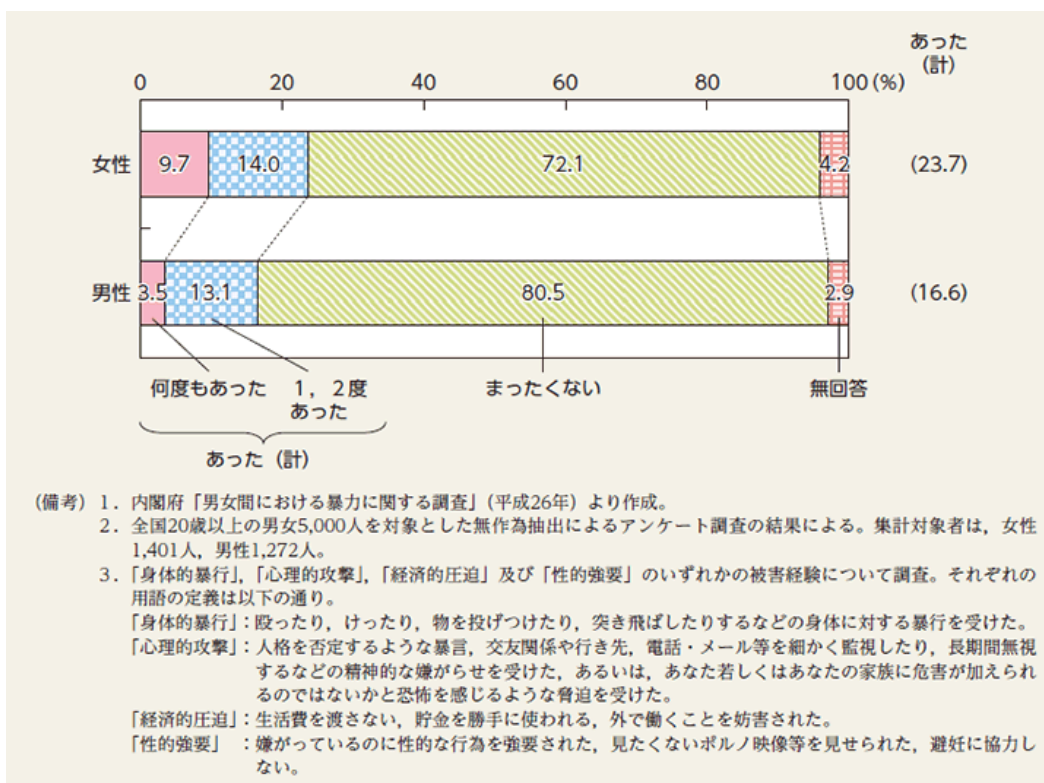 あった
（計）
0 20 40 60 80 100(%)
女性 9.7 14.0 72.1 4.2 (23.7)
男性 3.5 13.1 80.5 2.9 (16.6)
何度もあった 1，2度 まったくない 無回答
あった
あった（計）
（備考）1．内閣府「男女間における暴力に関する調査」（平成26年）より作成。
2．全国20歳以上の男女5,000人を対象とした無作為抽出によるアンケート調査の結果による。集計対象者は，女性
1,401人，男性1,272人。
3．「身体的暴行」，「心理的攻撃」，「経済的圧迫」及び「性的強要」のいずれかの被害経験について調査。それぞれの
用語の定義は以下の通り。
「身体的暴行」：殴ったり，けったり，物を投げつけたり，突き飛ばしたりするなどの身体に対する暴行を受けた。
「心理的攻撃」：人格を否定するような暴言，交友関係や行き先，電話・メール等を細かく監視したり，長期間無視
するなどの精神的な嫌がらせを受けた，あるいは，あなた若しくはあなたの家族に危害が加えられ
るのではないかと恐怖を感じるような脅迫を受けた。
「経済的圧迫」：生活費を渡さない，貯金を勝手に使われる，外で働くことを妨害された。
「性的強要」　：嫌がっているのに性的な行為を強要された，見たくないポルノ映像等を見せられた，避妊に協力し
ない。